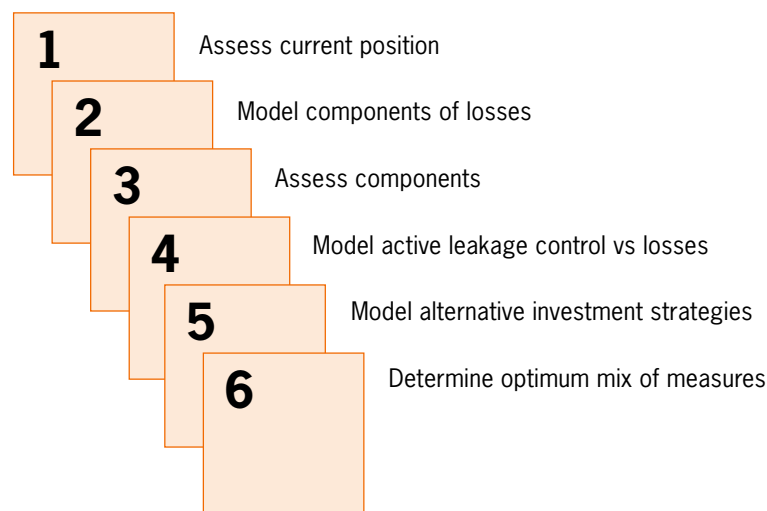 1 Assess current position
2 Model components of losses
3 Assess components
4 Model active leakage control vs losses
5 Model alternative investment strategies
6 Determine optimum mix of measures